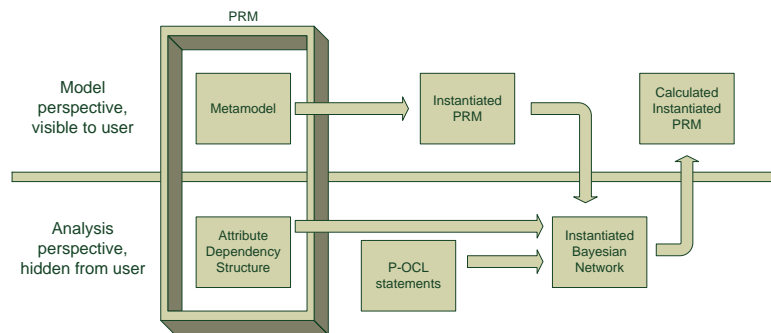 PRM
Model
perspective,
visible to user
Metamodel
Instantiated
PRM
Calculated
Instantiated
PRM
Analysis
perspective,
hidden from user
Attribute
Dependency
Structure
P-OCL
statements
Instantiated
Bayesian
Network